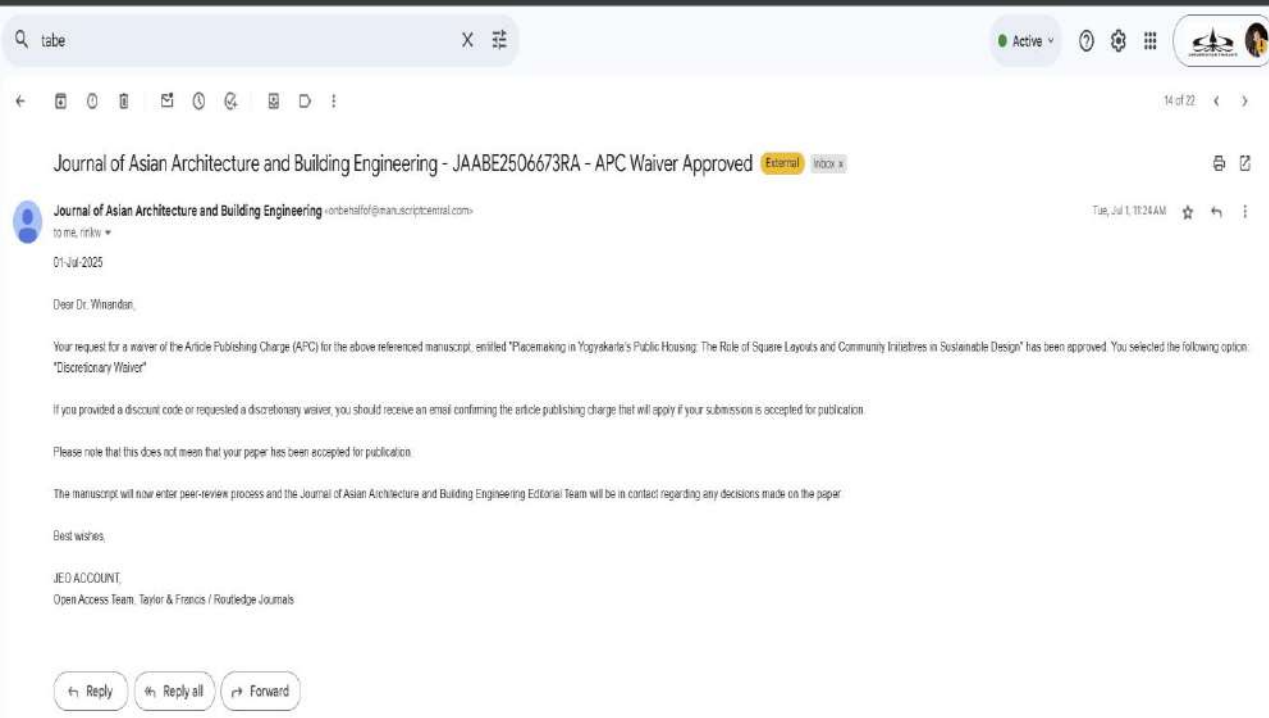 tabe
Active
14 of 22
Journal of Asian Architecture and Building Engineering - JAABE2506673RA - APC Waiver Approved External Inbox x
Journal of Asian Architecture and Building Engineering <onbehalfof@manuscriptcentral.com>
Tue, Jul 1, 11:24 AM
to me, rinkw
01-Jul-2025
Dear Dr. Winandari,
Your request for a waiver of the Article Publishing Charge (APC) for the above referenced manuscript, entitled "Placemaking in Yogyakarta's Public Housing: The Role of Square Layouts and Community Initiatives in Sustainable Design" has been approved. You selected the following option:
"Discretionary Waiver"
If you provided a discount code or requested a discretionary waiver, you should receive an email confirming the article publishing charge that will apply if your submission is accepted for publication.
Please note that this does not mean that your paper has been accepted for publication.
The manuscript will now enter peer-review process and the Journal of Asian Architecture and Building Engineering Editorial Team will be in contact regarding any decisions made on the paper
Best wishes,
JEO ACCOUNT,
Open Access Team, Taylor & Francis / Routledge Journals
Reply
Reply all
Forward